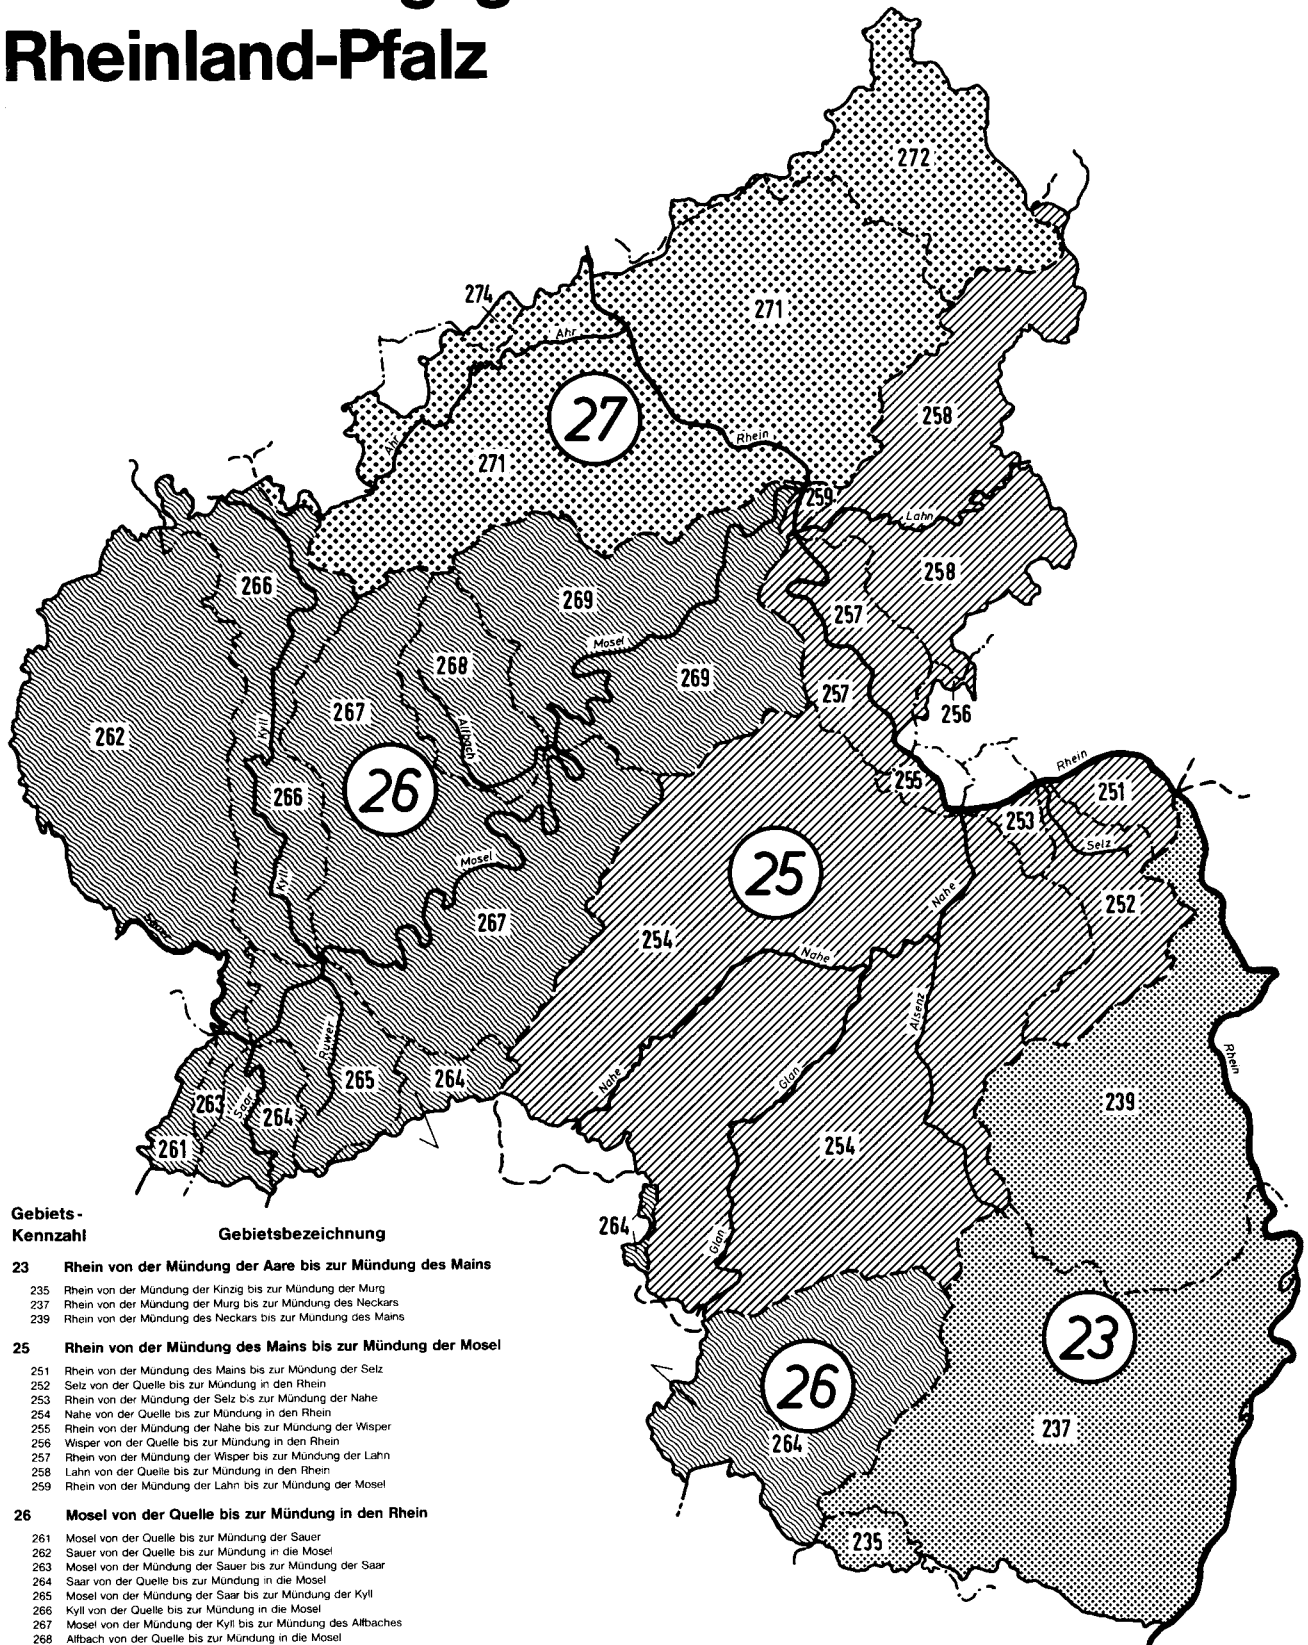 Rheinland-Pfalz
272
274
271
Ahr
27
258
Rhein
Ahr
271
259
Lahn
258
266
269
257
Mosel
268
269
257
256
267
Kyll
Alfbach
262
26
255
Rhein
251
266
253
Selz
25
Mosel
Kyll
Nahe
252
267
254
Nahe
Alsenz
Ruwer
Rhein
265
264
Nahe
Glan
263
Saar
264
239
261
254
264
Glan
23
26
237
264
235
Gebiets-
Kennzahl Gebietsbezeichnung
23 Rhein von der Mündung der Aare bis zur Mündung des Mains
235 Rhein von der Mündung der Kinzig bis zur Mündung der Murg
237 Rhein von der Mündung der Murg bis zur Mündung des Neckars
239 Rhein von der Mündung des Neckars bis zur Mündung des Mains
25 Rhein von der Mündung des Mains bis zur Mündung der Mosel
251 Rhein von der Mündung des Mains bis zur Mündung der Selz
252 Selz von der Quelle bis zur Mündung in den Rhein
253 Rhein von der Mündung der Selz bis zur Mündung der Nahe
254 Nahe von der Quelle bis zur Mündung in den Rhein
255 Rhein von der Mündung der Nahe bis zur Mündung der Wisper
256 Wisper von der Quelle bis zur Mündung in den Rhein
257 Rhein von der Mündung der Wisper bis zur Mündung der Lahn
258 Lahn von der Quelle bis zur Mündung in den Rhein
259 Rhein von der Mündung der Lahn bis zur Mündung der Mosel
26 Mosel von der Quelle bis zur Mündung in den Rhein
261 Mosel von der Quelle bis zur Mündung der Sauer
262 Sauer von der Quelle bis zur Mündung in die Mosel
263 Mosel von der Mündung der Sauer bis zur Mündung der Saar
264 Saar von der Quelle bis zur Mündung in die Mosel
265 Mosel von der Mündung der Saar bis zur Mündung der Kyll
266 Kyll von der Quelle bis zur Mündung in die Mosel
267 Mosel von der Mündung der Kyll bis zur Mündung des Alfbaches
268 Alfbach von der Quelle bis zur Mündung in die Mosel